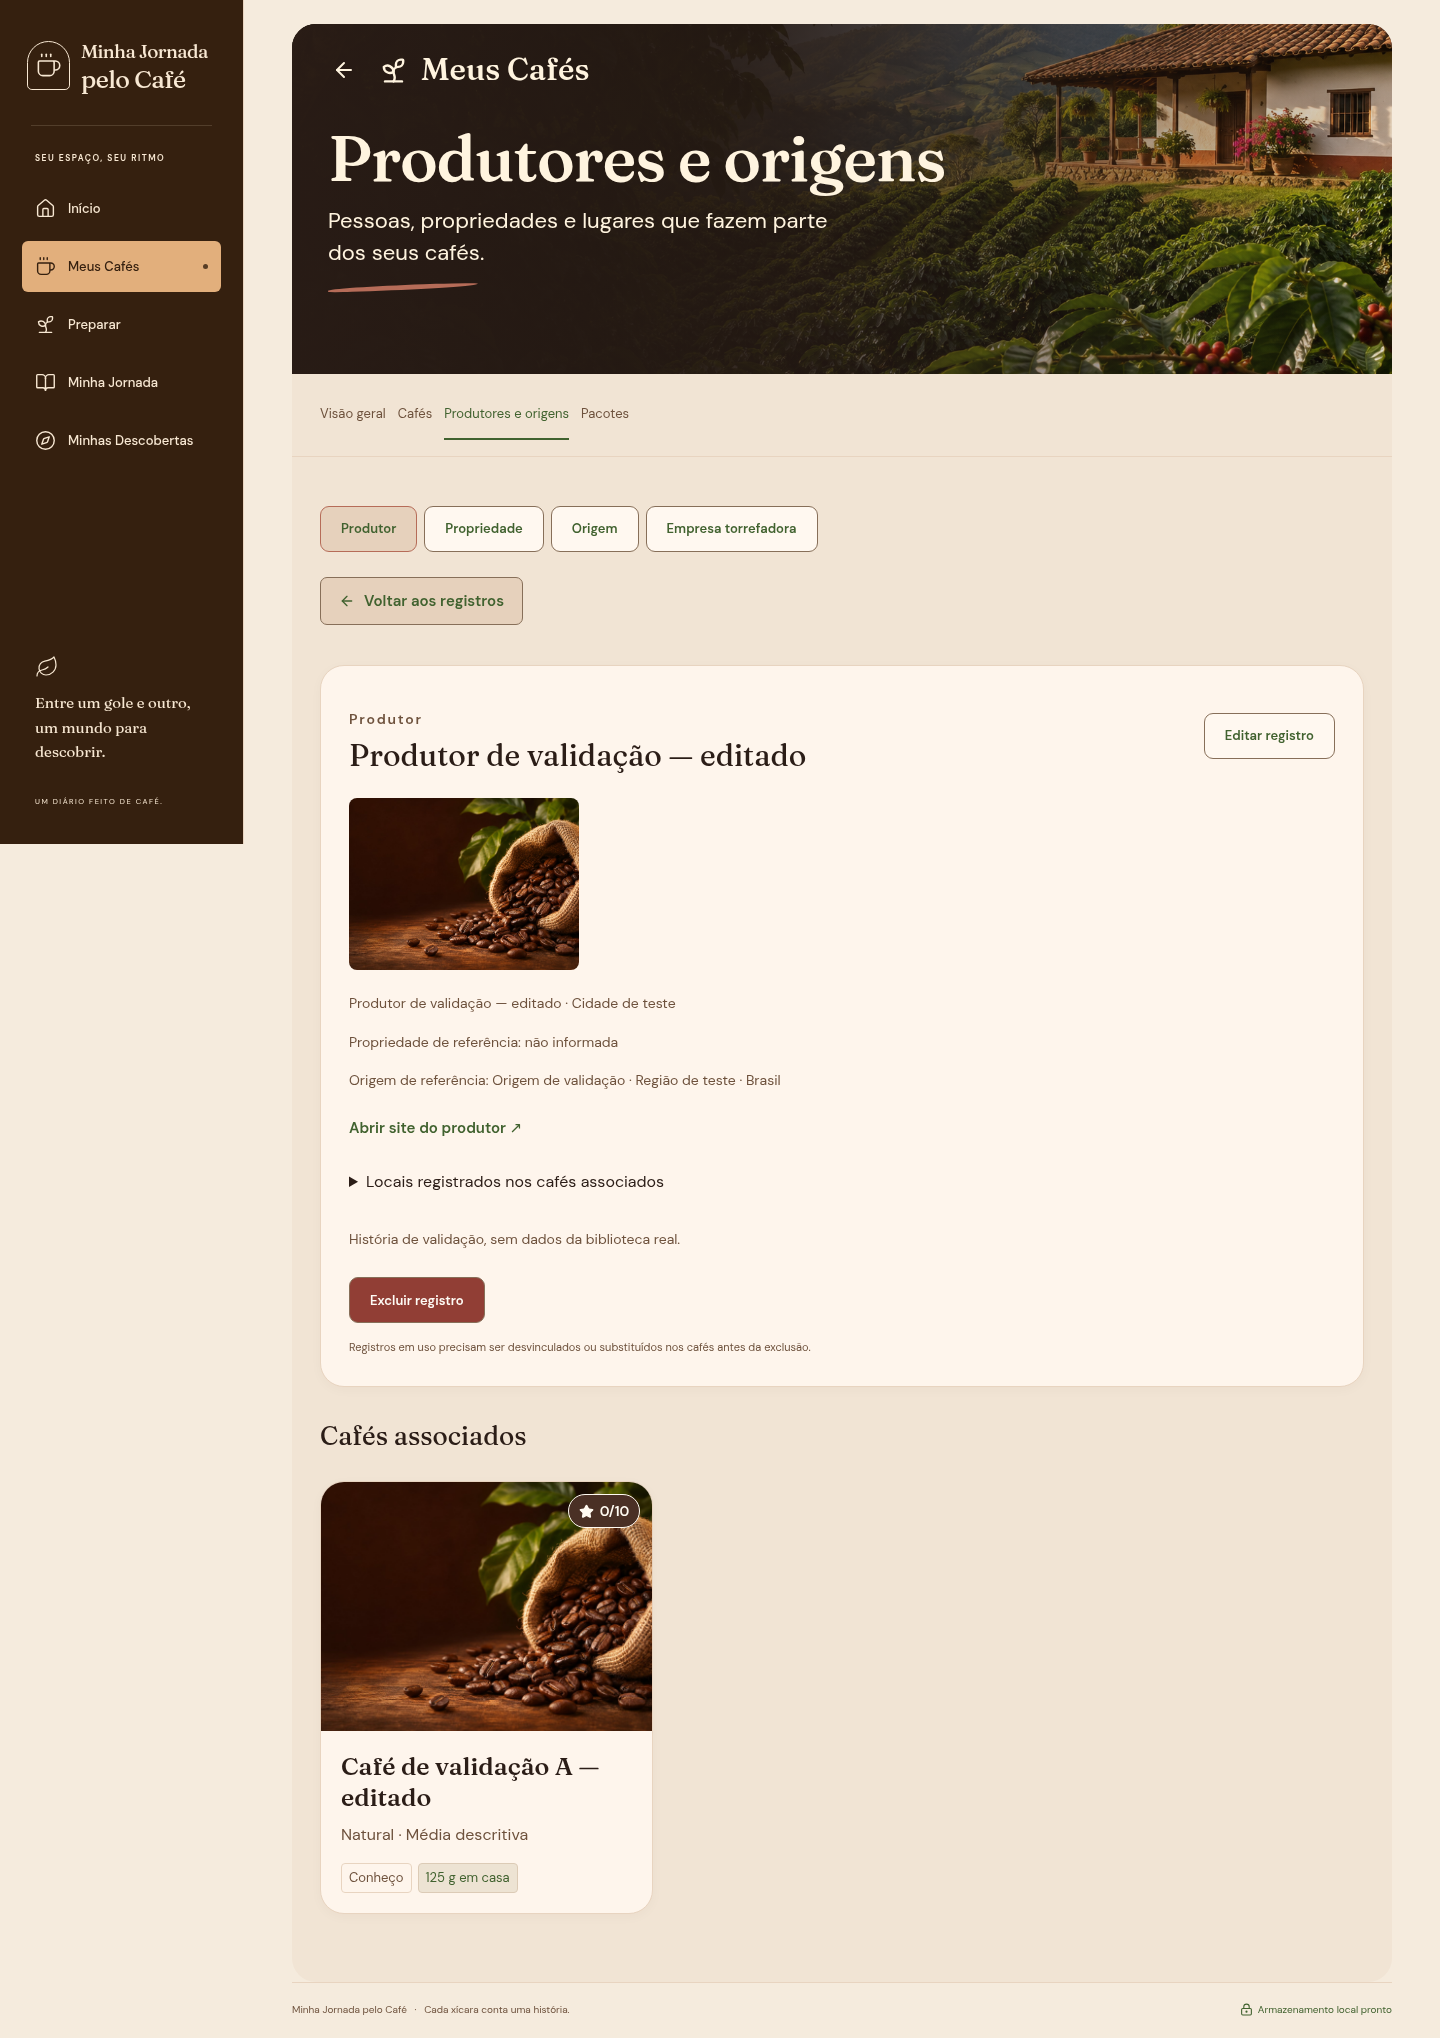 Minha Jornada
pelo Café
SEU ESPAÇO, SEU RITMO
Início
Meus Cafés
Preparar
Minha Jornada
Minhas Descobertas
Entre um gole e outro,
um mundo para
descobrir.
UM DIÁRIO FEITO DE CAFÉ.
Meus Cafés
Produtores e origens
Pessoas, propriedades e lugares que fazem parte
dos seus cafés.
Visão geral Cafés Produtores e origens Pacotes
Produtor Propriedade Origem Empresa torrefadora
← Voltar aos registros
Produtor
Produtor de validação — editado
Editar registro
Produtor de validação — editado · Cidade de teste
Propriedade de referência: não informada
Origem de referência: Origem de validação · Região de teste · Brasil
Abrir site do produtor ↗
Locais registrados nos cafés associados
História de validação, sem dados da biblioteca real.
Excluir registro
Registros em uso precisam ser desvinculados ou substituídos nos cafés antes da exclusão.
Cafés associados
0/10
Café de validação A —
editado
Natural · Média descritiva
Conheço 125 g em casa
Minha Jornada pelo Café · Cada xícara conta uma história.
Armazenamento local pronto